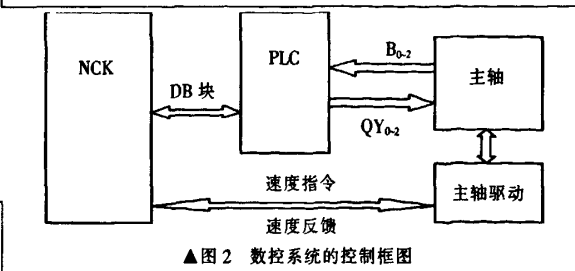 NCK
PLC
B0~2
主轴
DB 块
QY0~2
速度指令
主轴驱动
速度反馈
▲图 2 数控系统的控制框图